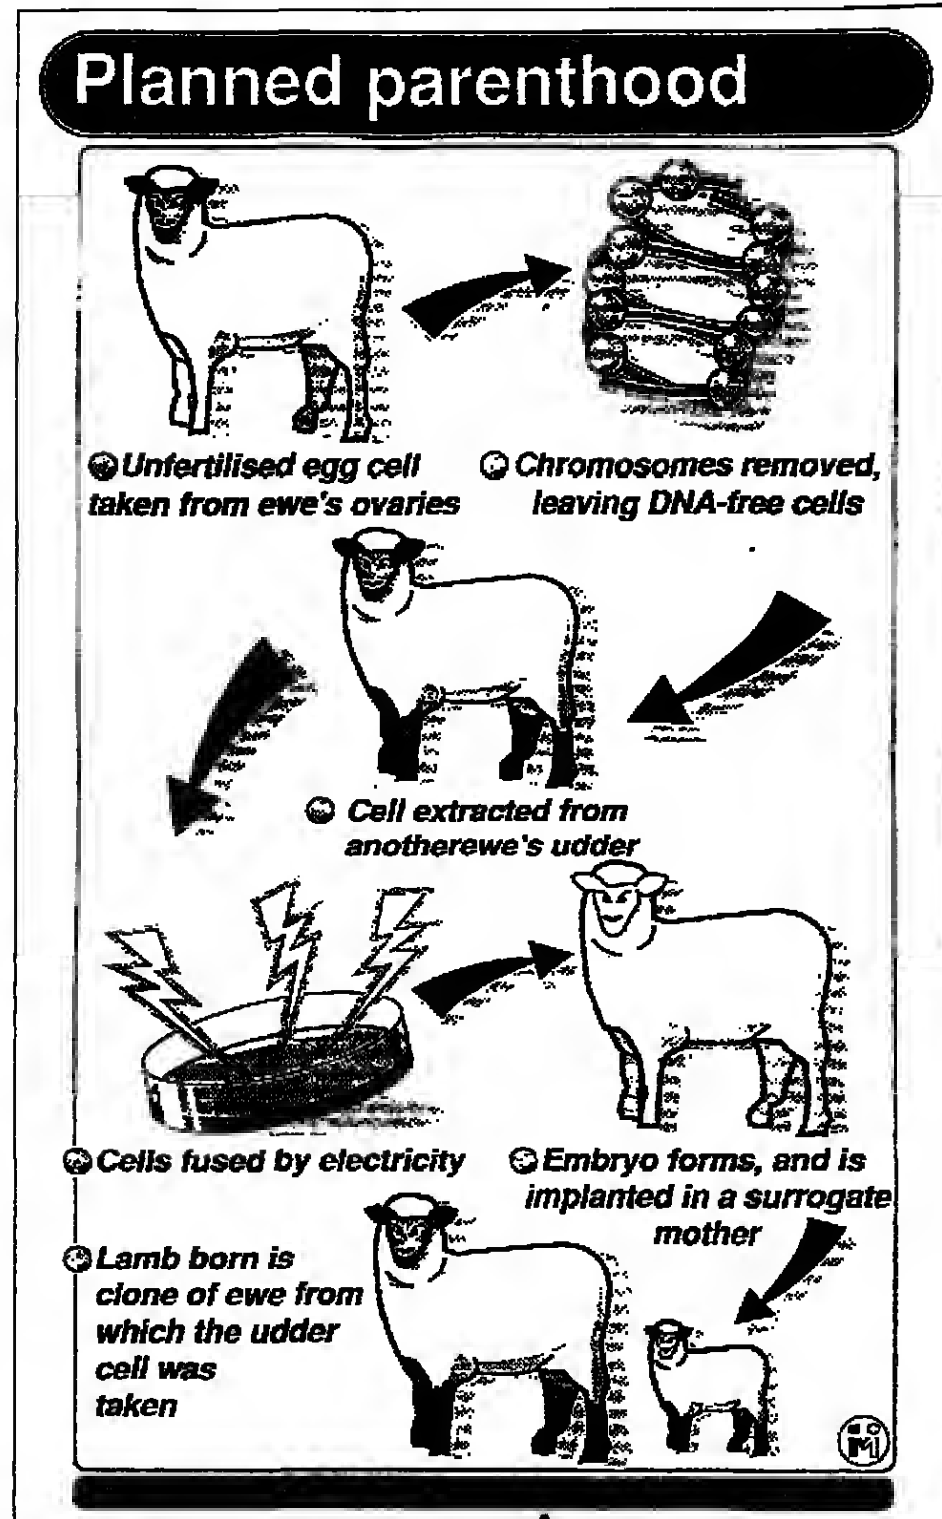 Planned parenthood
Unfertilised egg cell
taken from ewe's ovaries
Chromosomes removed,
leaving DNA-free cells
Cell extracted from
anotherewe's udder
Cells fused by electricity
Embryo forms, and is
implanted in a surrogate
mother
Lamb born is
clone of ewe from
which the udder
cell was
taken